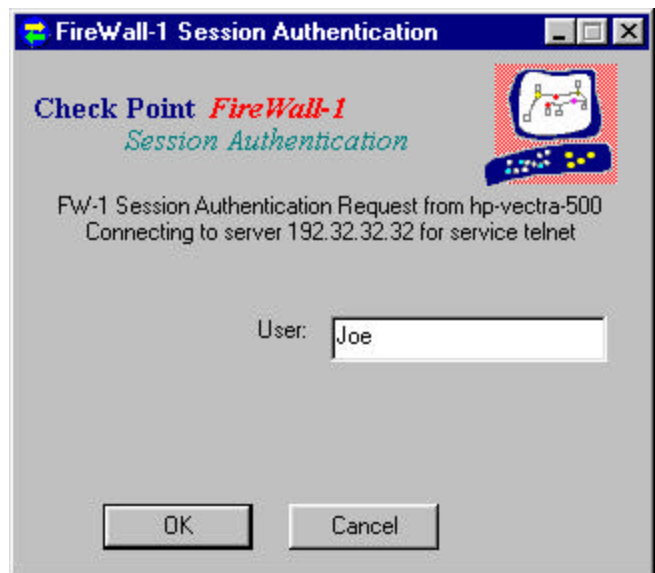 FireWall-1 Session Authentication
Check Point FireWall-1
Session Authentication
FW-1 Session Authentication Request from hp-vectra-500
Connecting to server 192.32.32.32 for service telnet
User: Joe
OK Cancel